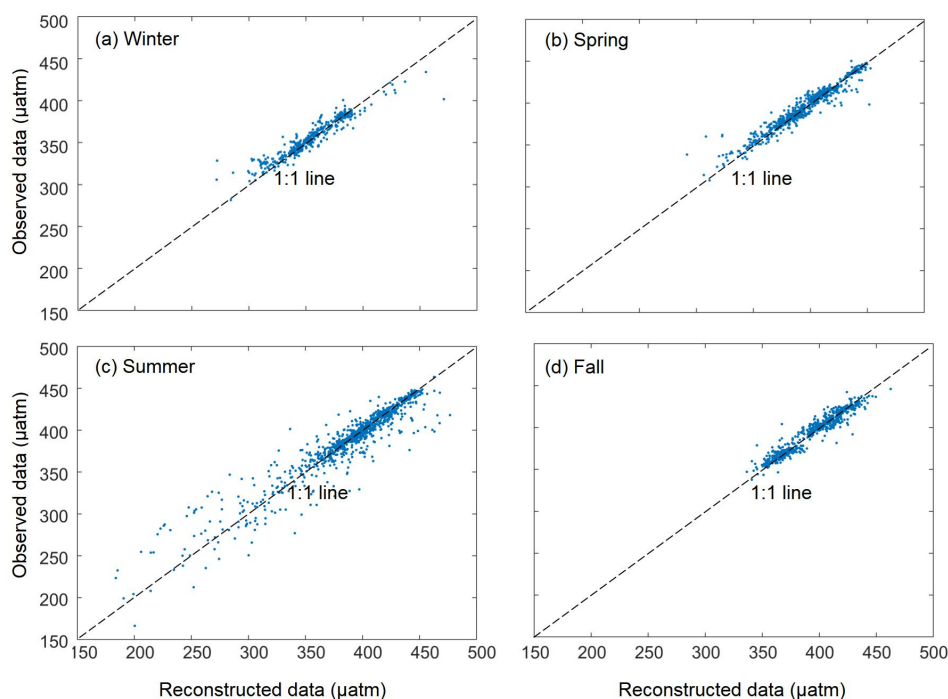 500
450
400
350
300
250
200
150
Observed data (µatm)
(a) Winter
1:1 line
(b) Spring
1:1 line
500
450
400
350
300
250
200
150
Observed data (µatm)
(c) Summer
1:1 line
150 200 250 300 350 400 450 500
Reconstructed data (µatm)
(d) Fall
1:1 line
150 200 250 300 350 400 450 500
Reconstructed data (µatm)